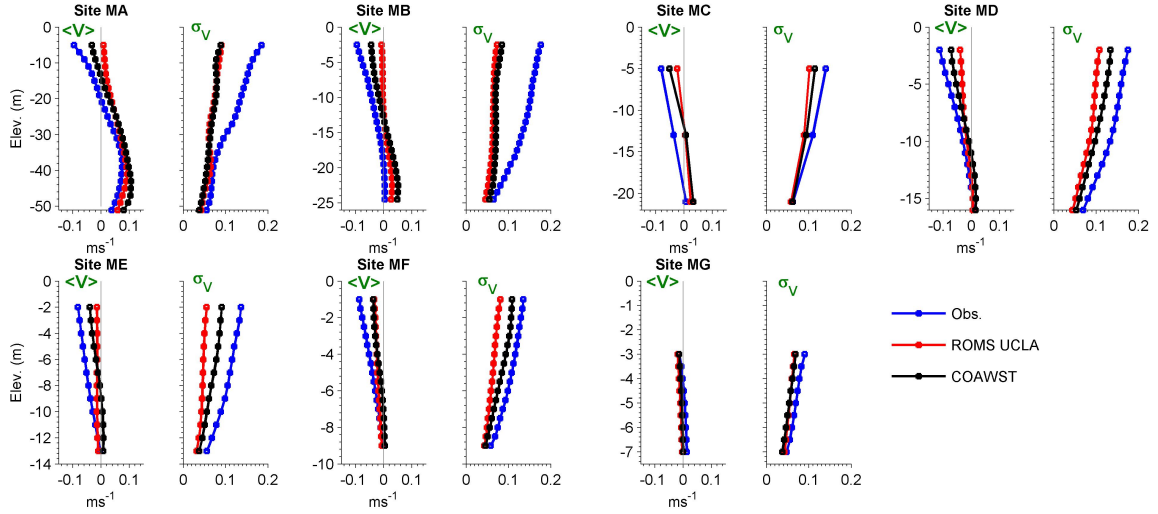 Site MA Site MB Site MC Site MD
<V> σV <V> σV <V> σV <V> σV
Elev. (m)
0 -10 -20 -30 -40 -50
0 -5 -10 -15 -20 -25
0 -5 -10 -15 -20
0 -5 -10 -15
-0.1 0 0.1 0 0.1 0.2 -0.1 0 0.1 0 0.1 0.2 -0.1 0 0.1 0 0.1 0.2 -0.1 0 0.1 0 0.1 0.2
ms-1 ms-1 ms-1 ms-1
Site ME Site MF Site MG
<V> σV <V> σV <V> σV
Elev. (m)
0 -2 -4 -6 -8 -10 -12 -14
0 -2 -4 -6 -8 -10
0 -1 -2 -3 -4 -5 -6 -7
-0.1 0 0.1 0 0.1 0.2 -0.1 0 0.1 0 0.1 0.2 -0.1 0 0.1 0 0.1 0.2
ms-1 ms-1 ms-1
Obs.
ROMS UCLA
COAWST